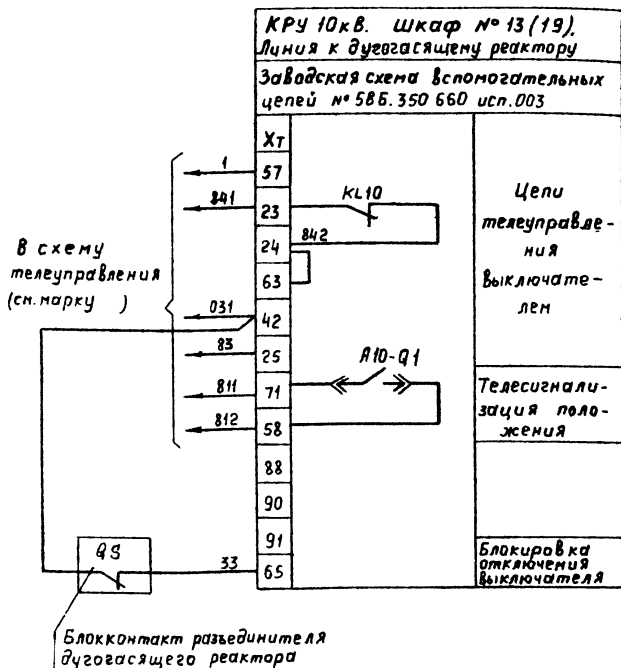 КРУ 10кВ. Шкаф № 13 (19).
Линия к дугогасящему реактору
Заводская схема вспомогательных
цепей № 5ВБ.350 660 исп.003
ХТ
1
57
841
23
KL10
842
24
63
Цепи
телеуправле-
ния
выключате-
лем
В схему
телеуправления
(см. марку )
031
42
83
25
811
71
A10-Q1
812
58
Телесигнали-
зация поло-
жения
88
90
91
QS
33
65
Блокировка
отключения
выключателя
Блокконтакт разъединителя
дугогасящего реактора